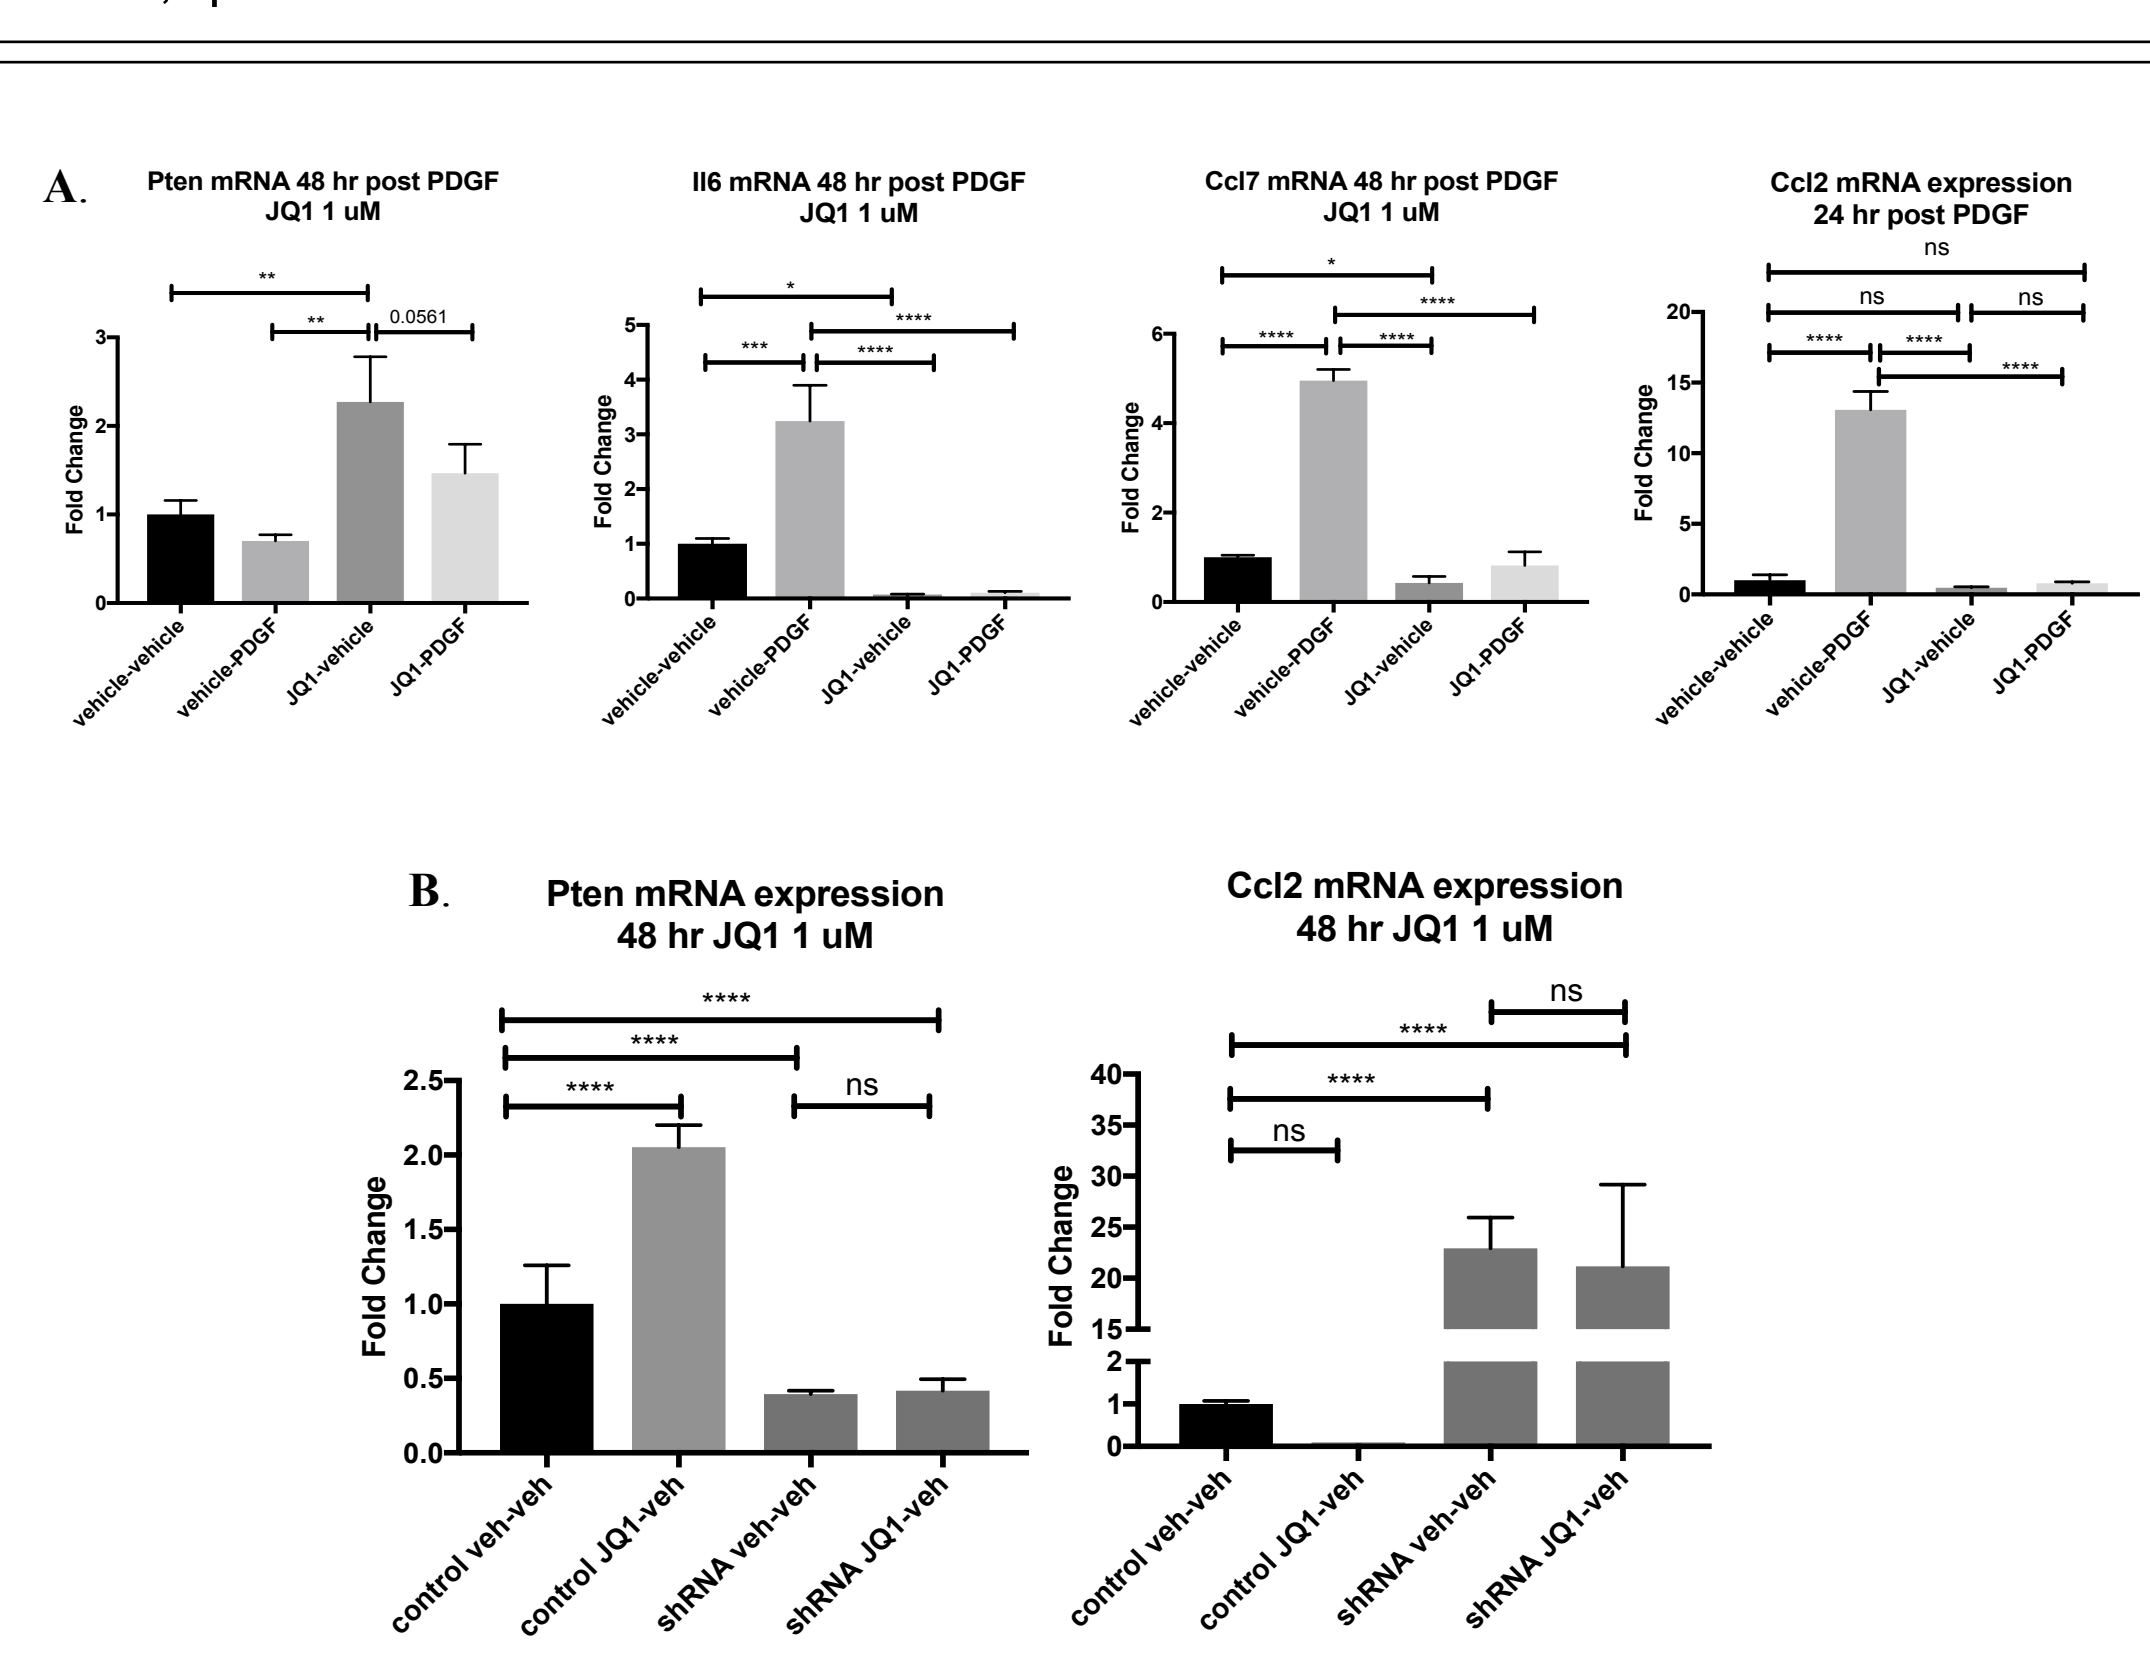 A.
Pten mRNA 48 hr post PDGF
JQ1 1 uM
**
**
0.0561
Fold Change
3
2
1
0
vehicle-vehicle
vehicle-PDGF
JQ1-vehicle
JQ1-PDGF
Il6 mRNA 48 hr post PDGF
JQ1 1 uM
*
****
***
****
Fold Change
5
4
3
2
1
0
vehicle-vehicle
vehicle-PDGF
JQ1-vehicle
JQ1-PDGF
Ccl7 mRNA 48 hr post PDGF
JQ1 1 uM
*
****
****
****
Fold Change
6
4
2
0
vehicle-vehicle
vehicle-PDGF
JQ1-vehicle
JQ1-PDGF
Ccl2 mRNA expression
24 hr post PDGF
ns
ns
ns
****
****
****
Fold Change
20
15
10
5
0
vehicle-vehicle
vehicle-PDGF
JQ1-vehicle
JQ1-PDGF
B.
Pten mRNA expression
48 hr JQ1 1 uM
****
****
****
ns
Fold Change
2.5
2.0
1.5
1.0
0.5
0.0
control veh-veh
control JQ1-veh
shRNA veh-veh
shRNA JQ1-veh
Ccl2 mRNA expression
48 hr JQ1 1 uM
ns
****
****
ns
Fold Change
40
35
30
25
20
15
2
1
0
control veh-veh
control JQ1-veh
shRNA veh-veh
shRNA JQ1-veh